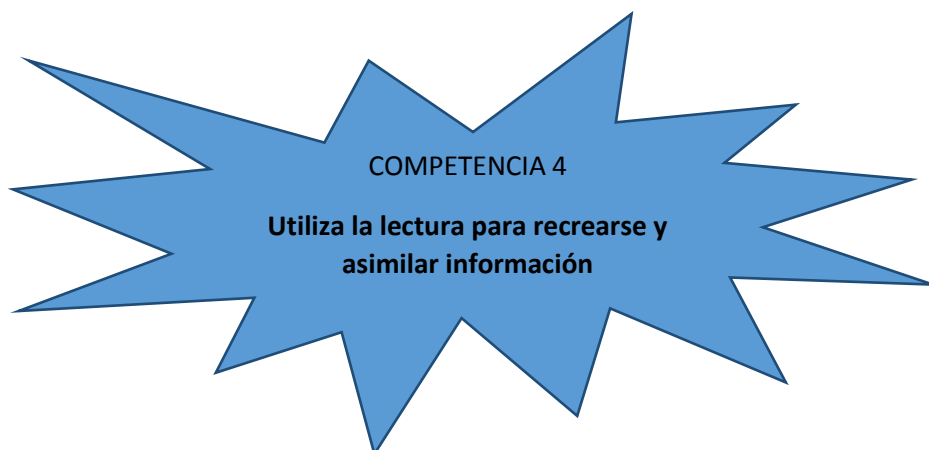 COMPETENCIA 4
Utiliza la lectura para recrearse y
asimilar información